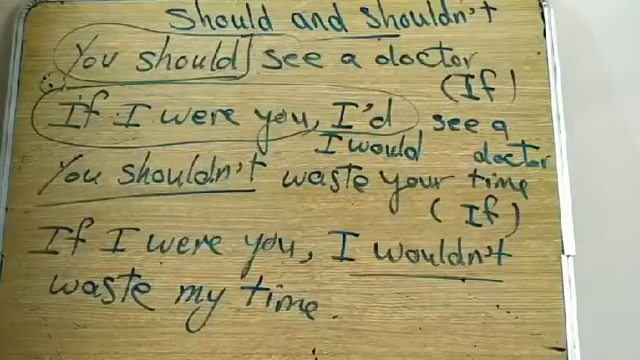 should and shouldn't
You should see a doctor
(If)
If I were you, I'd see a
I would doctor
You shouldn't waste your time
(If)
If I were you, I wouldn't
waste my time.